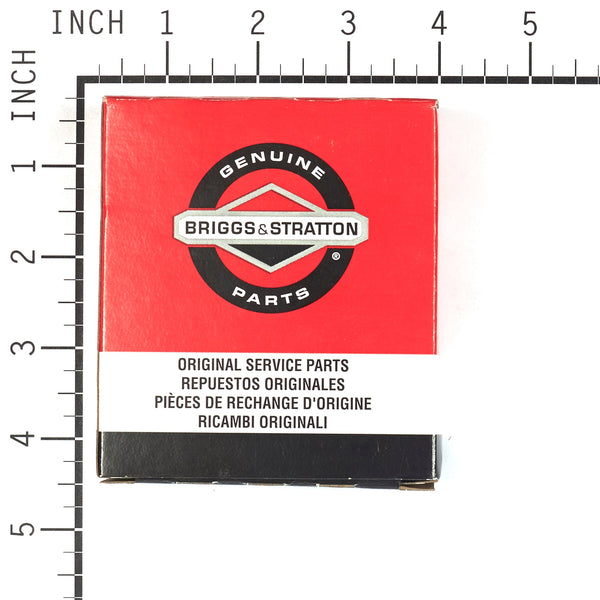 INCH 1 2 3 4 5
INCH
1
2
3
4
5
GENUINE
BRIGGS & STRATTON
®
PARTS
ORIGINAL SERVICE PARTS
REPUESTOS ORIGINALES
PIÈCES DE RECHANGE D'ORIGINE
RICAMBI ORIGINALI